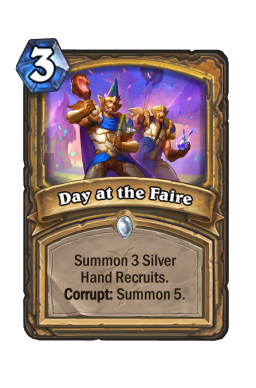 3
Day at the Faire
Summon 3 Silver
Hand Recruits.
Corrupt: Summon 5.